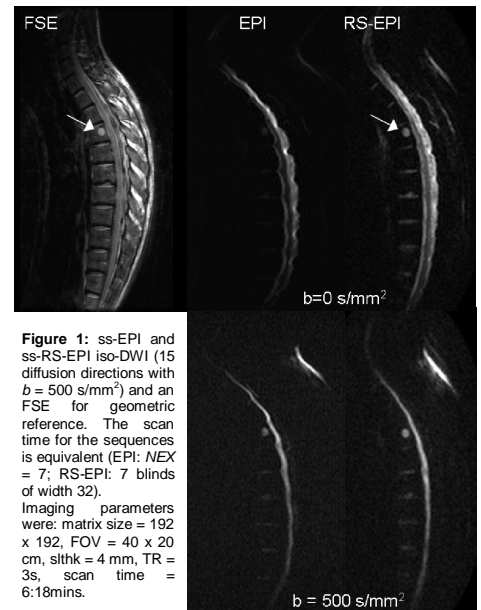 FSE
EPI
RS-EPI
b=0 s/mm²
Figure 1: ss-EPI and
ss-RS-EPI iso-DWI (15
diffusion directions with
b = 500 s/mm²) and an
FSE for geometric
reference. The scan
time for the sequences
is equivalent (EPI: NEX
= 7; RS-EPI: 7 blinds
of width 32).
Imaging parameters
were: matrix size = 192
x 192, FOV = 40 x 20
cm, slthk = 4 mm, TR =
3s, scan time =
6:18mins.
b = 500 s/mm²